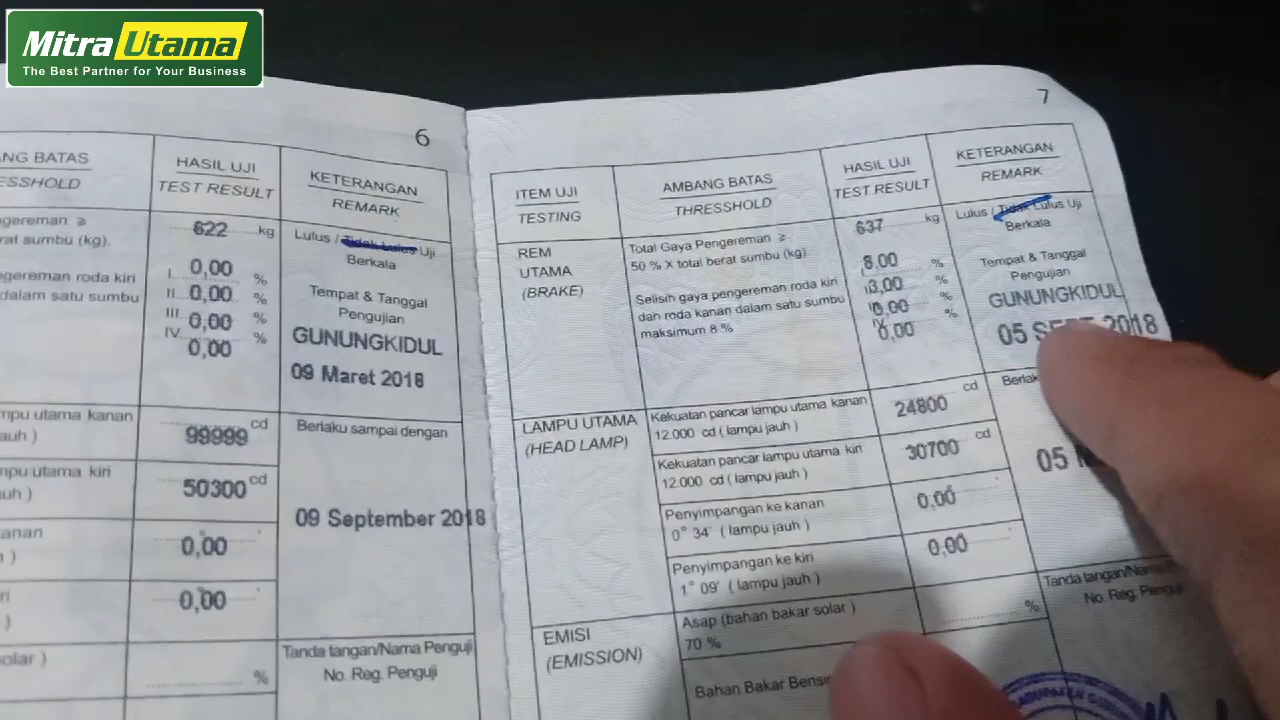 Mitra Utama
The Best Partner for Your Business
6
NG BATAS
ESSHOLD
HASIL UJI
TEST RESULT
KETERANGAN
REMARK
ngereman ≥
rat sumbu (kg).
622 kg
Lulus / Tidak Lulus Uji
Berkala
ngereman roda kiri
dalam satu sumbu
I 0,00 %
II 0,00 %
III 0,00 %
IV 0,00 %
Tempat & Tanggal
Pengujian
GUNUNGKIDUL
09 Maret 2018
mpu utama kanan
auh )
99999 cd
Berlaku sampai dengan
mpu utama kiri
uh )
50300 cd
09 September 2018
anan
)
0,00
ri
)
0,00
olar )
%
Tanda tangan/Nama Penguji
No. Reg. Penguji
7
ITEM UJI
TESTING
AMBANG BATAS
THRESSHOLD
HASIL UJI
TEST RESULT
KETERANGAN
REMARK
REM
UTAMA
(BRAKE)
Total Gaya Pengereman ≥
50 % X total berat sumbu (kg).
Selisih gaya pengereman roda kiri
dan roda kanan dalam satu sumbu
maksimum 8 %
637 kg
8,00 %
3,00 %
0,00 %
IV 0,00 %
Lulus / Tidak Lulus Uji
Berkala
Tempat & Tanggal
Pengujian
GUNUNGKIDUL
05 SEPT 2018
LAMPU UTAMA
(HEAD LAMP)
Kekuatan pancar lampu utama kanan
12.000 cd ( lampu jauh )
24800 cd
Kekuatan pancar lampu utama kiri
12.000 cd ( lampu jauh )
30700 cd
Penyimpangan ke kanan
0° 34' ( lampu jauh )
0,00
Penyimpangan ke kiri
1° 09' ( lampu jauh )
0,00
Berla
05
EMISI
(EMISSION)
Asap (bahan bakar solar )
70 %
%
Bahan Bakar Bensi
Tanda tangan/Nama
No. Reg. Penguji